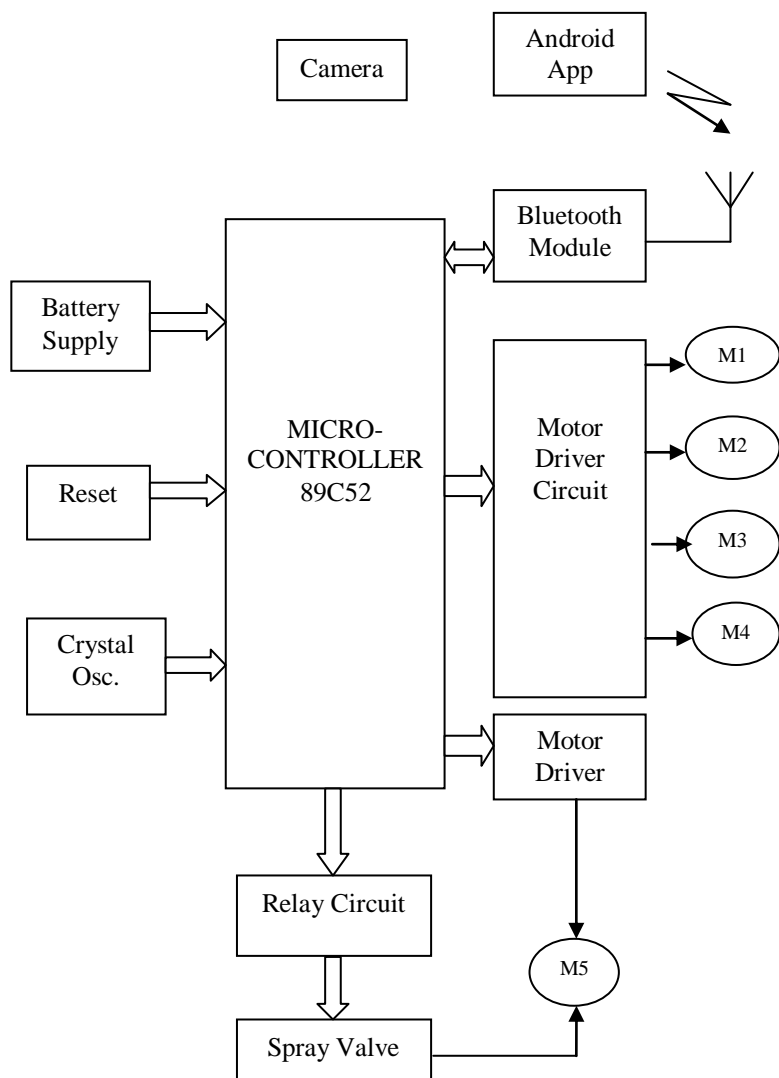 Camera
Android
App
Bluetooth
Module
Battery
Supply
MICRO-
CONTROLLER
89C52
Reset
Crystal
Osc.
Motor
Driver
Circuit
M1
M2
M3
M4
Motor
Driver
Relay Circuit
M5
Spray Valve